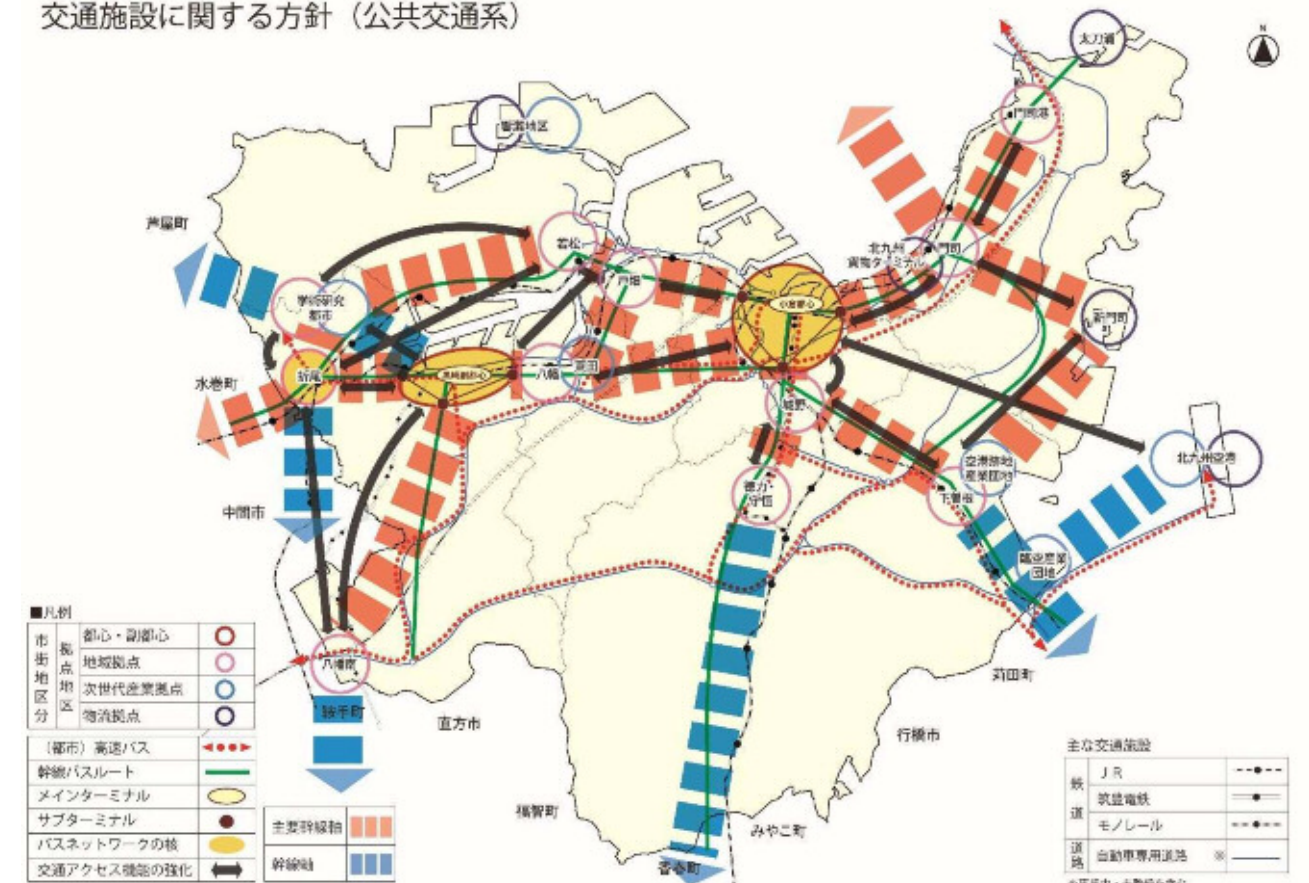 交通施設に関する方針（公共交通系）
N
太刀浦
響灘地区
門司港
芦屋町
若松
北九州
貨物ターミナル
門司
戸畑
学術研究
都市
小倉都心
新門司
水巻町
折尾
黒崎副都心
八幡
城野
空港跡地
産業団地
北九州空港
徳力・
守恒
下曽根
中間市
臨空産業
団地
■凡例
市街地区分
拠点地区
都心・副都心
地域拠点
次世代産業拠点
物流拠点
八幡南
苅田町
鞍手町
直方市
行橋市
（都市）高速バス
幹線バスルート
メインターミナル
サブターミナル
バスネットワークの核
交通アクセス機能の強化
主要幹線軸
幹線軸
福智町
みやこ町
香春町
主な交通施設
鉄道
ＪＲ
筑豊電鉄
モノレール
道路
自動車専用道路 ※